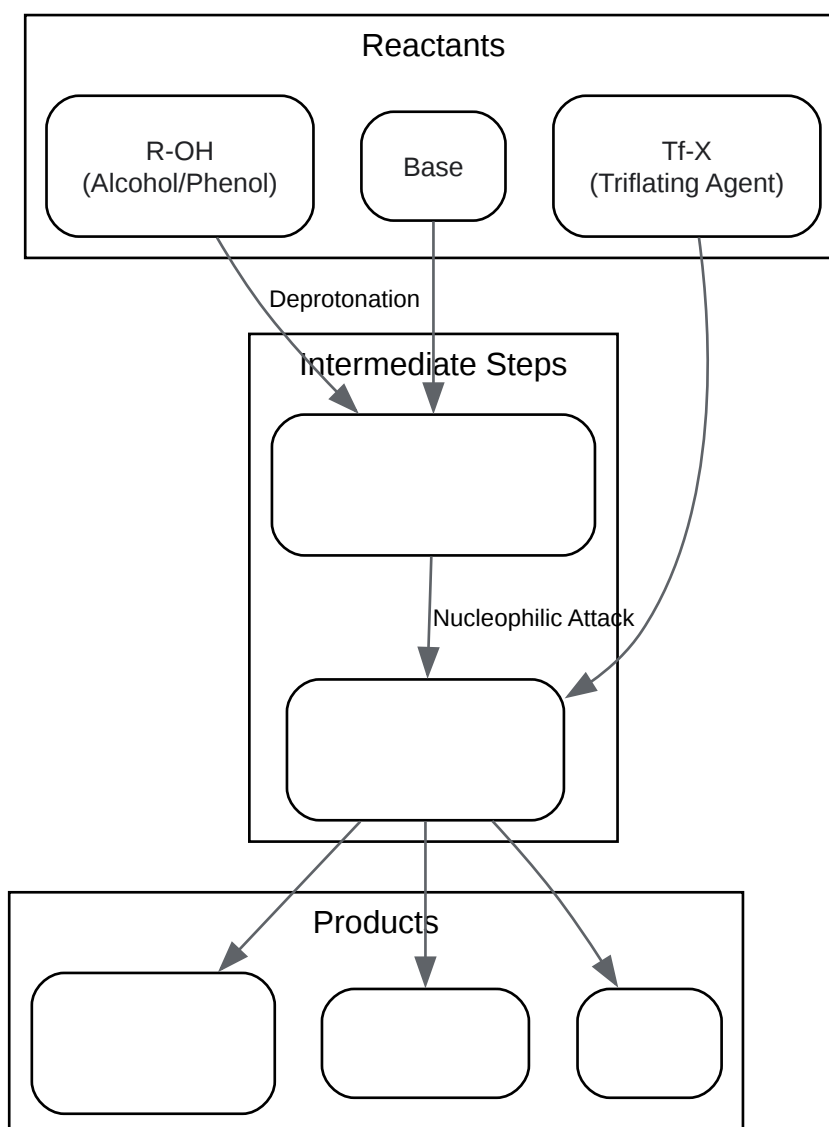 Reactants
R-OH
(Alcohol/Phenol)
Base
Tf-X
(Triflating Agent)
Deprotonation
Intermediate Steps
Nucleophilic Attack
Products